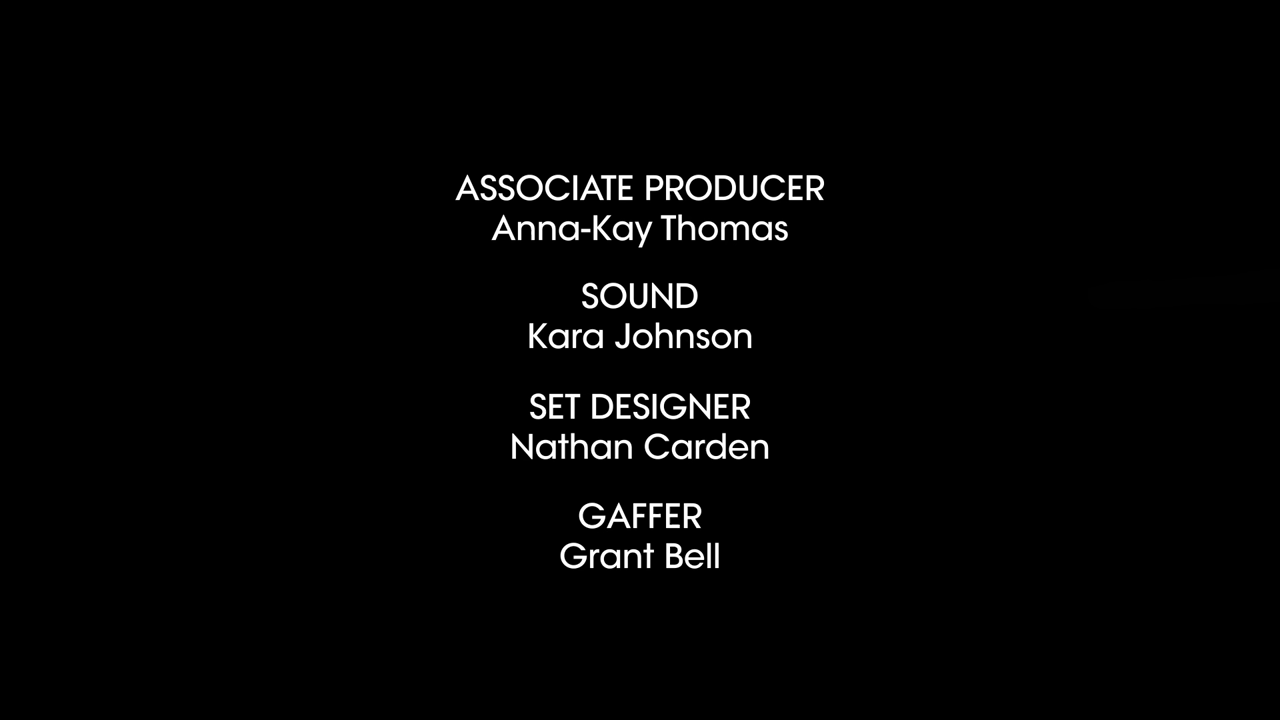 ASSOCIATE PRODUCER
Anna-Kay Thomas
SOUND
Kara Johnson
SET DESIGNER
Nathan Carden
GAFFER
Grant Bell